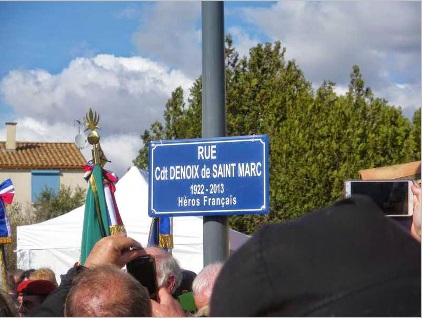 RUE
Cdt DENOIX de SAINT MARC
1922 - 2013
Héros Français